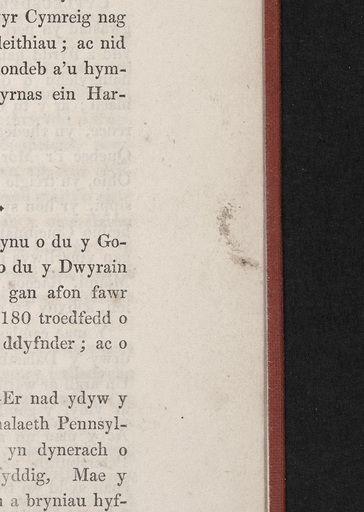 yr Cymreig nag
leithiau; ac nid
ondeb a'u hym-
yrnas ein Har-
ynu o du y Go-
o du y Dwyrain
gan afon fawr
180 troedfedd o
ddyfnder; ac o
-Er nad ydyw y
alaeth Pennsyl-
yn dynerach o
yddig, Mae y
a bryniau hyf-